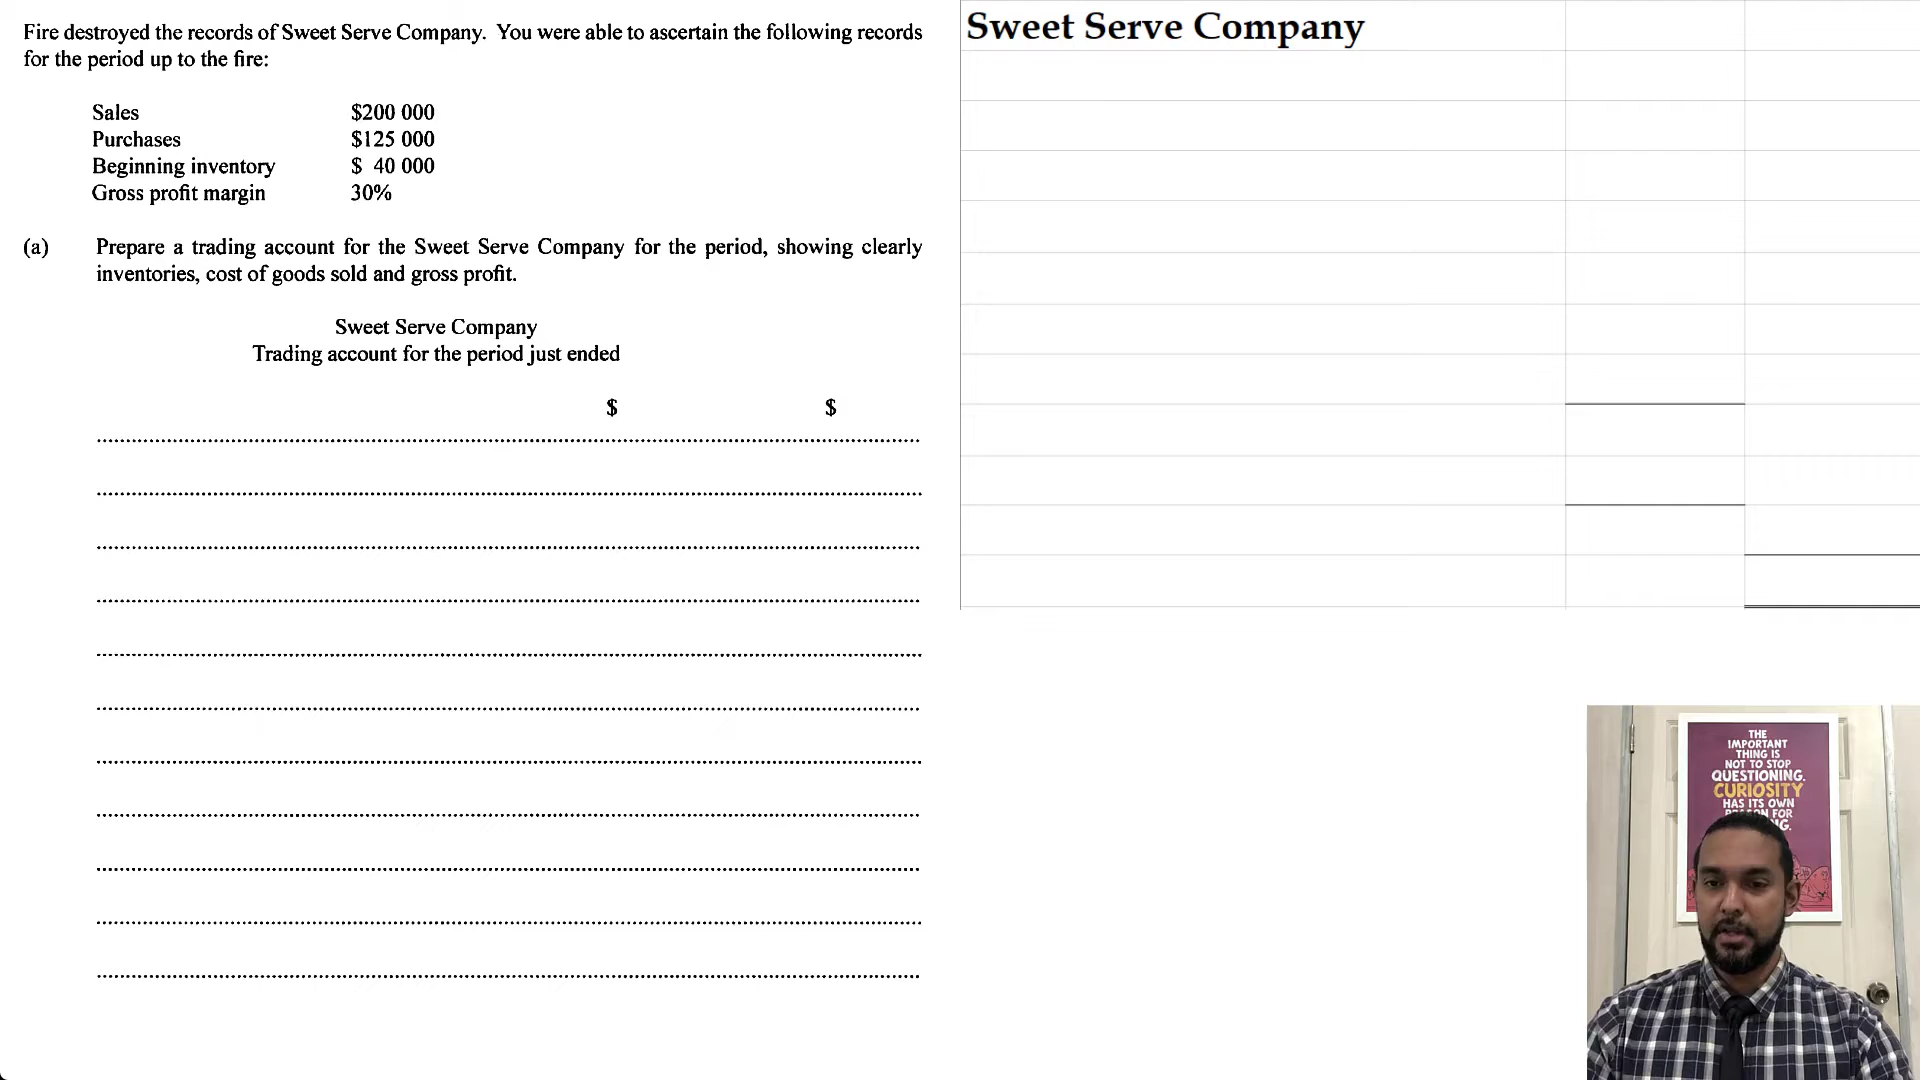 Fire destroyed the records of Sweet Serve Company. You were able to ascertain the following records
for the period up to the fire:
Sales $200 000
Purchases $125 000
Beginning inventory $ 40 000
Gross profit margin 30%
(a) Prepare a trading account for the Sweet Serve Company for the period, showing clearly
inventories, cost of goods sold and gross profit.
Sweet Serve Company
Trading account for the period just ended
$ $
Sweet Serve Company
THE
IMPORTANT
THING IS
NOT TO STOP
QUESTIONING.
CURIOSITY
HAS ITS OWN
FOR